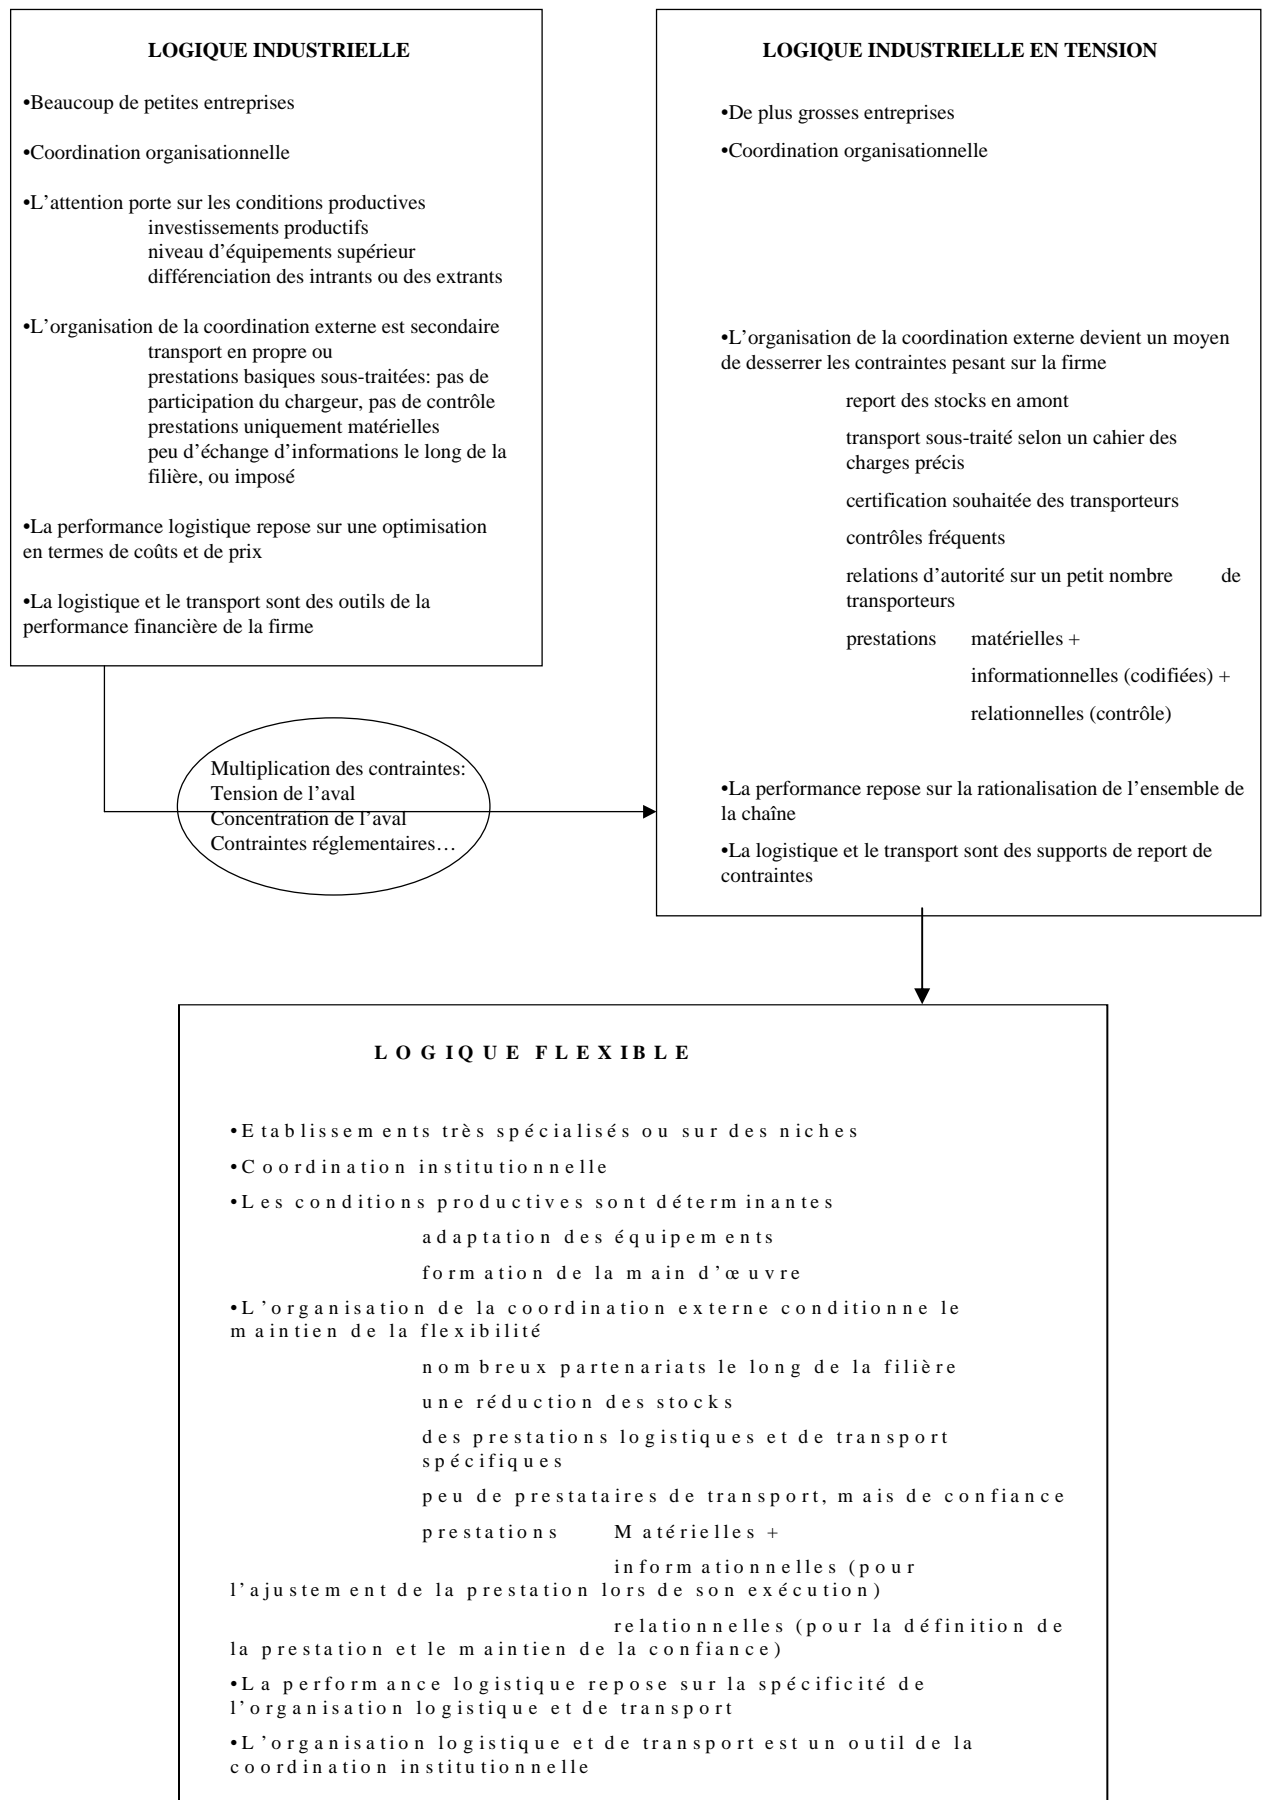 LOGIQUE INDUSTRIELLE
•Beaucoup de petites entreprises
•Coordination organisationnelle
•L’attention porte sur les conditions productives
investissements productifs
niveau d’équipements supérieur
différenciation des intrants ou des extrants
•L’organisation de la coordination externe est secondaire
transport en propre ou
prestations basiques sous-traitées: pas de
participation du chargeur, pas de contrôle
prestations uniquement matérielles
peu d’échange d’informations le long de la
filière, ou imposé
•La performance logistique repose sur une optimisation
en termes de coûts et de prix
•La logistique et le transport sont des outils de la
performance financière de la firme
LOGIQUE INDUSTRIELLE EN TENSION
•De plus grosses entreprises
•Coordination organisationnelle
•L’organisation de la coordination externe devient un moyen
de desserrer les contraintes pesant sur la firme
report des stocks en amont
transport sous-traité selon un cahier des
charges précis
certification souhaitée des transporteurs
contrôles fréquents
relations d’autorité sur un petit nombre de
transporteurs
prestations matérielles +
informationnelles (codifiées) +
relationnelles (contrôle)
•La performance repose sur la rationalisation de l’ensemble de
la chaîne
•La logistique et le transport sont des supports de report de
contraintes
Multiplication des contraintes:
Tension de l’aval
Concentration de l’aval
Contraintes réglementaires…
LOGIQUE FLEXIBLE
•Etablissements très spécialisés ou sur des niches
•Coordination institutionnelle
•Les conditions productives sont déterminantes
adaptation des équipements
formation de la main d’œuvre
•L’organisation de la coordination externe conditionne le
maintien de la flexibilité
nombreux partenariats le long de la filière
une réduction des stocks
des prestations logistiques et de transport
spécifiques
peu de prestataires de transport, mais de confiance
prestations Matérielles +
informationnelles (pour
l’ajustement de la prestation lors de son exécution)
relationnelles (pour la définition de
la prestation et le maintien de la confiance)
•La performance logistique repose sur la spécificité de
l’organisation logistique et de transport
•L’organisation logistique et de transport est un outil de la
coordination institutionnelle